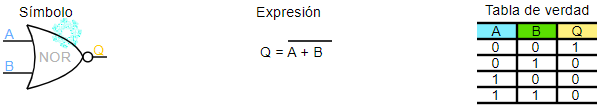 Símbolo
A
B
NOR
Q
Expresión
Q = A + B
Tabla de verdad
A B Q
0 0 1
0 1 0
1 0 0
1 1 0